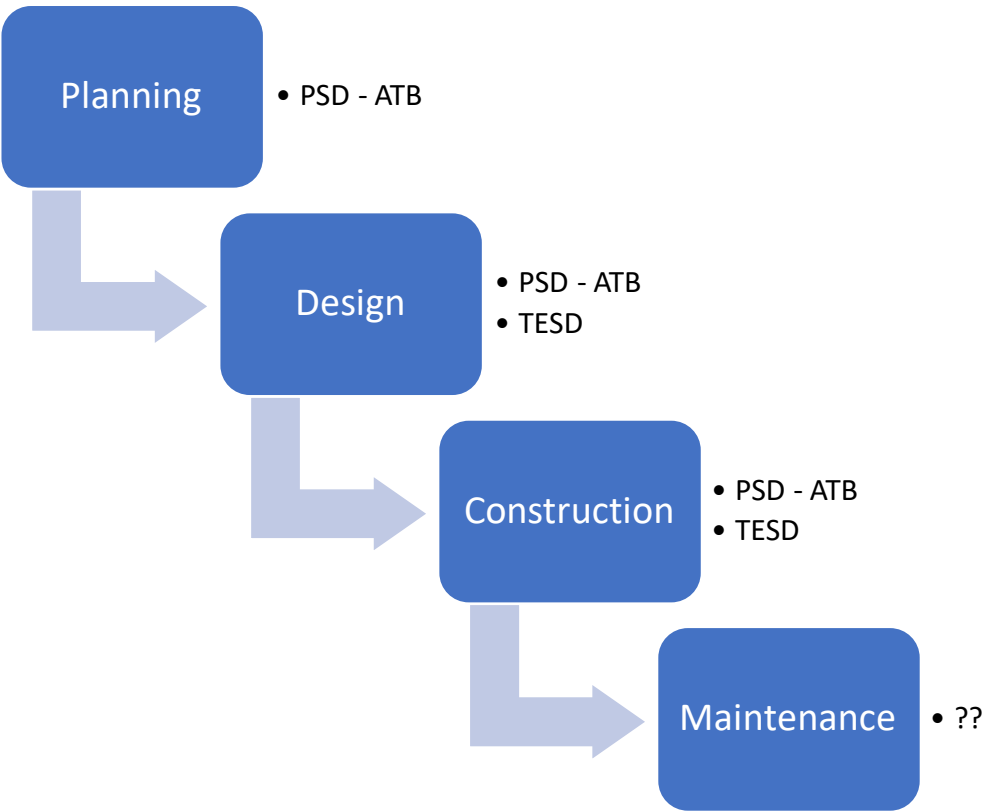 Planning
• PSD - ATB
Design
• PSD - ATB
• TESD
Construction
• PSD - ATB
• TESD
Maintenance
• ??